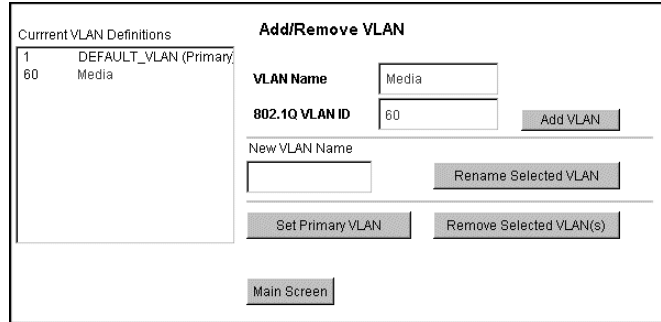 Currrent VLAN Definitions
1 DEFAULT_VLAN (Primary
60 Media
Add/Remove VLAN
VLAN Name Media
802.1Q VLAN ID 60
Add VLAN
New VLAN Name
Rename Selected VLAN
Set Primary VLAN
Remove Selected VLAN(s)
Main Screen